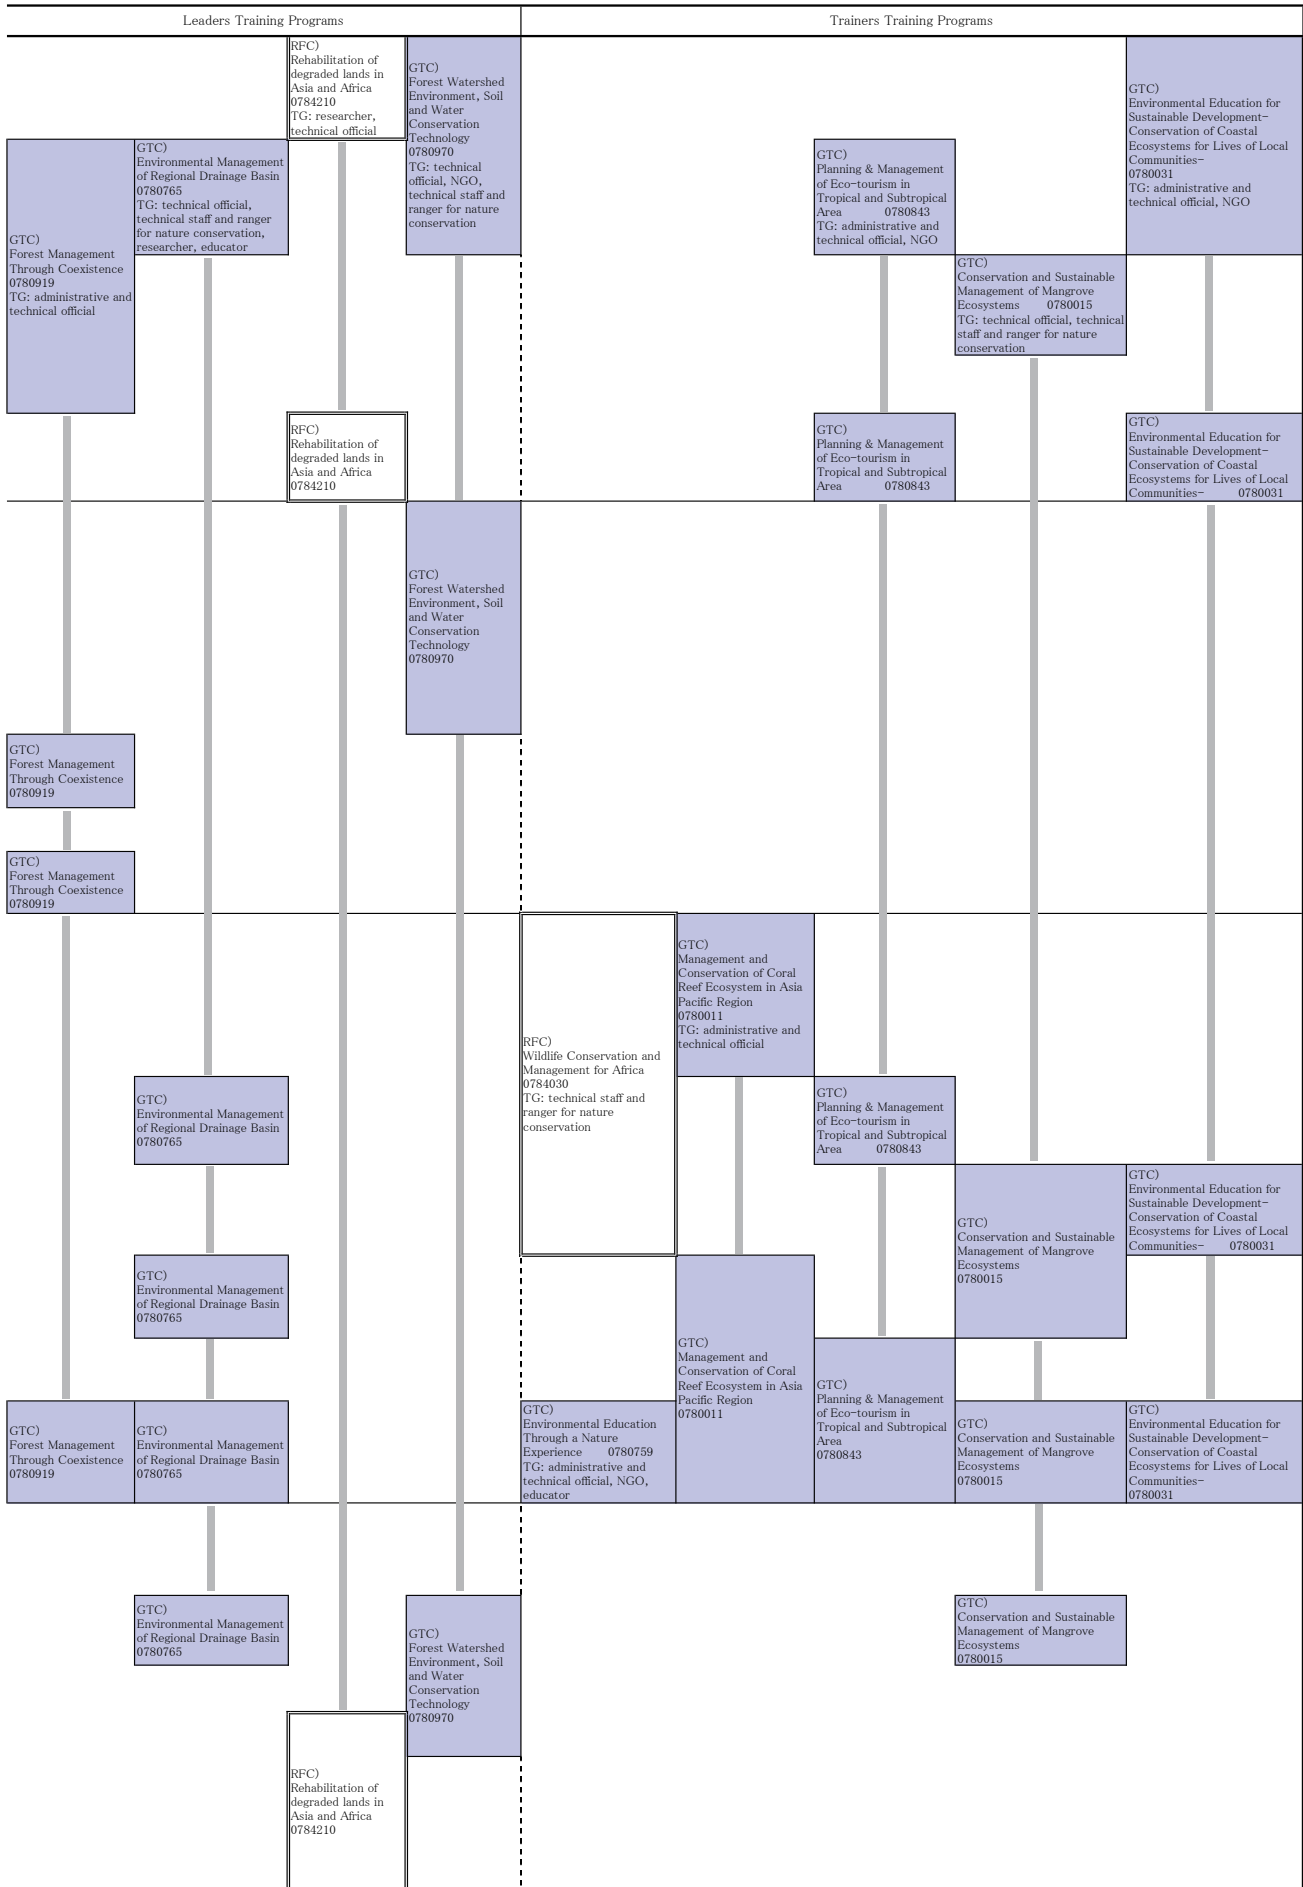 Leaders Training Programs
Trainers Training Programs
RFC)
Rehabilitation of
degraded lands in
Asia and Africa
0784210
TG: researcher,
technical official
GTC)
Forest Watershed
Environment, Soil
and Water
Conservation
Technology
0780970
TG: technical
official, NGO,
technical staff and
ranger for nature
conservation
GTC)
Environmental Education for
Sustainable Development-
Conservation of Coastal
Ecosystems for Lives of Local
Communities-
0780031
TG: administrative and
technical official, NGO
GTC)
Environmental Management
of Regional Drainage Basin
0780765
TG: technical official,
technical staff and ranger
for nature conservation,
researcher, educator
GTC)
Planning & Management
of Eco-tourism in
Tropical and Subtropical
Area 0780843
TG: administrative and
technical official, NGO
GTC)
Forest Management
Through Coexistence
0780919
TG: administrative and
technical official
GTC)
Conservation and Sustainable
Management of Mangrove
Ecosystems 0780015
TG: technical official, technical
staff and ranger for nature
conservation
RFC)
Rehabilitation of
degraded lands in
Asia and Africa
0784210
GTC)
Planning & Management
of Eco-tourism in
Tropical and Subtropical
Area 0780843
GTC)
Environmental Education for
Sustainable Development-
Conservation of Coastal
Ecosystems for Lives of Local
Communities- 0780031
GTC)
Forest Watershed
Environment, Soil
and Water
Conservation
Technology
0780970
GTC)
Forest Management
Through Coexistence
0780919
GTC)
Forest Management
Through Coexistence
0780919
RFC)
Wildlife Conservation and
Management for Africa
0784030
TG: technical staff and
ranger for nature
conservation
GTC)
Management and
Conservation of Coral
Reef Ecosystem in Asia
Pacific Region
0780011
TG: administrative and
technical official
GTC)
Environmental Management
of Regional Drainage Basin
0780765
GTC)
Planning & Management
of Eco-tourism in
Tropical and Subtropical
Area 0780843
GTC)
Conservation and Sustainable
Management of Mangrove
Ecosystems
0780015
GTC)
Environmental Education for
Sustainable Development-
Conservation of Coastal
Ecosystems for Lives of Local
Communities- 0780031
GTC)
Environmental Management
of Regional Drainage Basin
0780765
GTC)
Management and
Conservation of Coral
Reef Ecosystem in Asia
Pacific Region
0780011
GTC)
Planning & Management
of Eco-tourism in
Tropical and Subtropical
Area
0780843
GTC)
Forest Management
Through Coexistence
0780919
GTC)
Environmental Management
of Regional Drainage Basin
0780765
GTC)
Environmental Education
Through a Nature
Experience 0780759
TG: administrative and
technical official, NGO,
educator
GTC)
Conservation and Sustainable
Management of Mangrove
Ecosystems
0780015
GTC)
Environmental Education for
Sustainable Development-
Conservation of Coastal
Ecosystems for Lives of Local
Communities-
0780031
GTC)
Environmental Management
of Regional Drainage Basin
0780765
GTC)
Forest Watershed
Environment, Soil
and Water
Conservation
Technology
0780970
GTC)
Conservation and Sustainable
Management of Mangrove
Ecosystems
0780015
RFC)
Rehabilitation of
degraded lands in
Asia and Africa
0784210